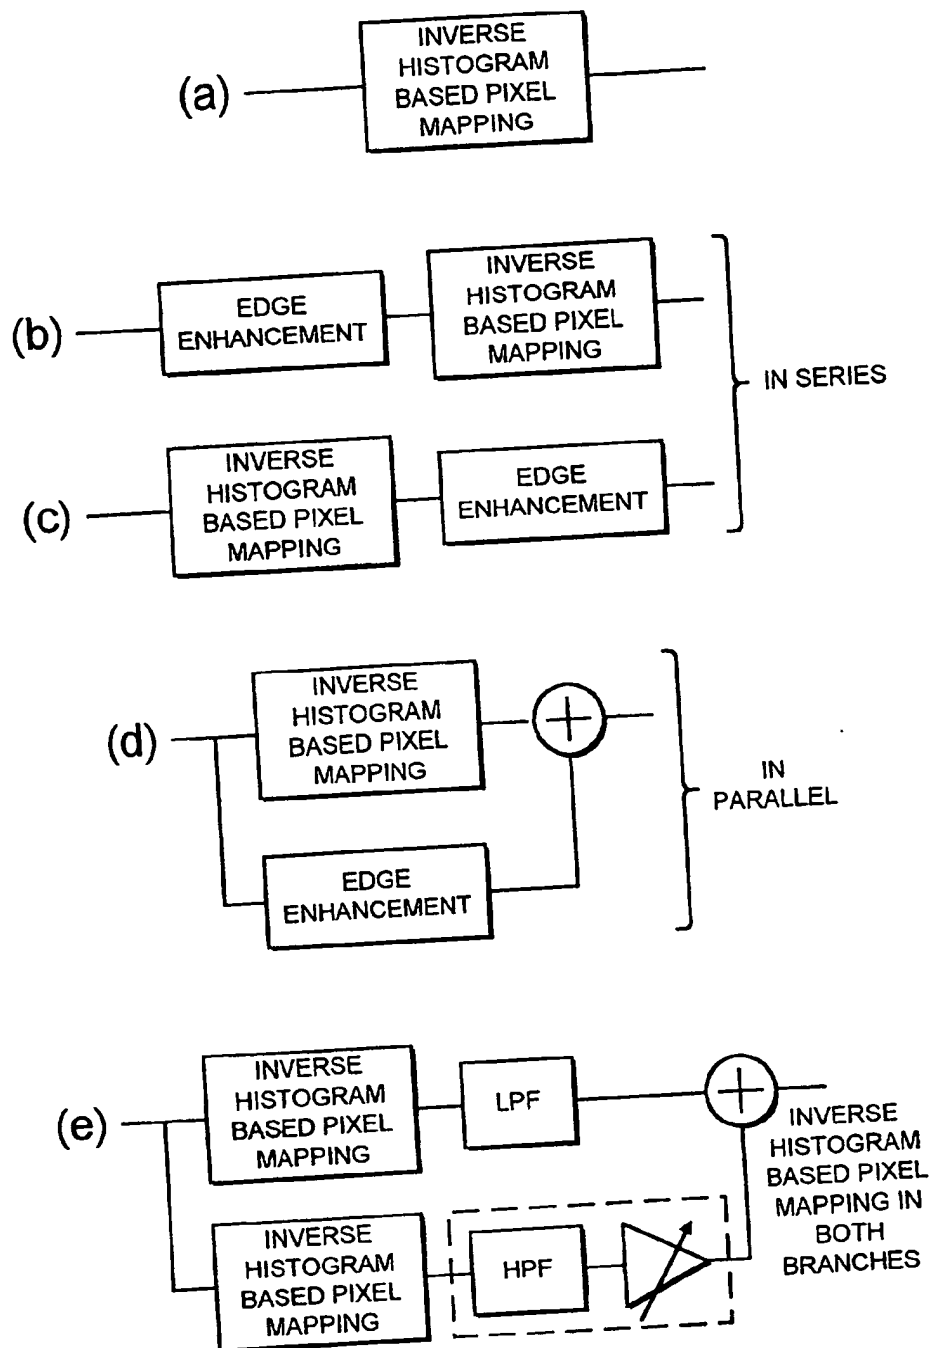 (a)
INVERSE
HISTOGRAM
BASED PIXEL
MAPPING
(b)
EDGE
ENHANCEMENT
INVERSE
HISTOGRAM
BASED PIXEL
MAPPING
(c)
INVERSE
HISTOGRAM
BASED PIXEL
MAPPING
EDGE
ENHANCEMENT
IN SERIES
(d)
INVERSE
HISTOGRAM
BASED PIXEL
MAPPING
EDGE
ENHANCEMENT
IN
PARALLEL
(e)
INVERSE
HISTOGRAM
BASED PIXEL
MAPPING
LPF
INVERSE
HISTOGRAM
BASED PIXEL
MAPPING
HPF
INVERSE
HISTOGRAM
BASED PIXEL
MAPPING IN
BOTH
BRANCHES